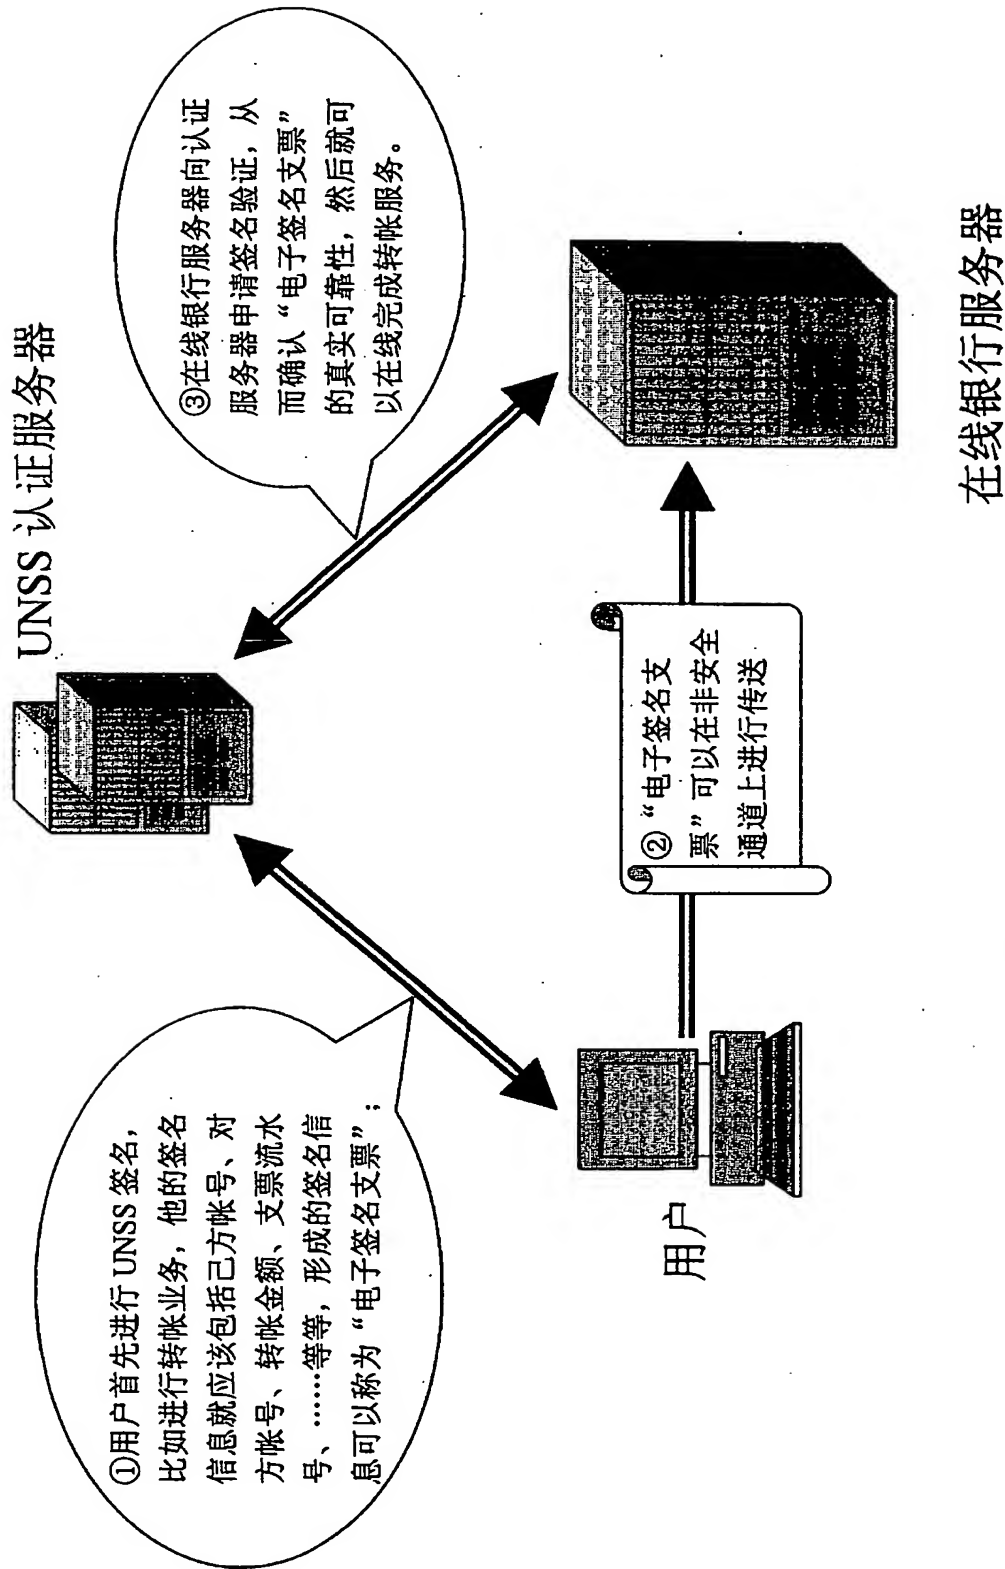 UNSS 认证服务器
①用户首先进行 UNSS 签名，
比如进行转帐业务，他的签名
信息就应该包括己方帐号、对
方帐号、转帐金额、支票流水
号、……等等，形成的签名信
息可以称为“电子签名支票”；
③在线银行服务器向认证
服务器申请签名验证，从
而确认“电子签名支票”
的真实可靠性，然后就可
以在线完成转帐服务。
②“电子签名支
票”可以在非安全
通道上进行传送
用户
在线银行服务器